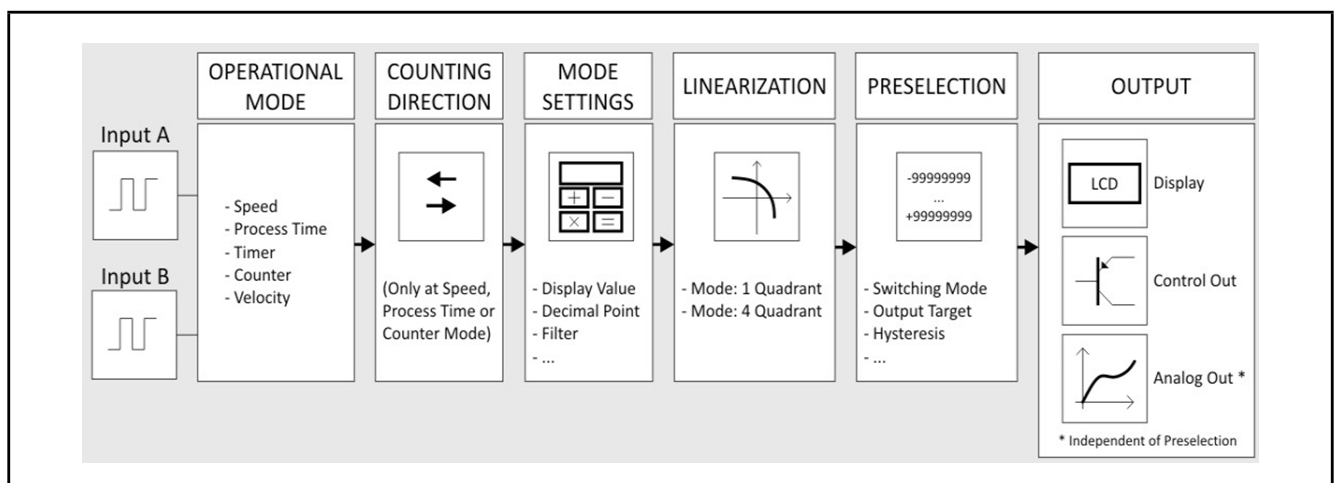 Input A
Input B
OPERATIONAL
MODE
- Speed
- Process Time
- Timer
- Counter
- Velocity
COUNTING
DIRECTION
(Only at Speed,
Process Time or
Counter Mode)
MODE
SETTINGS
+ −
× =
- Display Value
- Decimal Point
- Filter
- ...
LINEARIZATION
- Mode: 1 Quadrant
- Mode: 4 Quadrant
PRESELECTION
-99999999
...
+99999999
- Switching Mode
- Output Target
- Hysteresis
- ...
OUTPUT
LCD
Display
Control Out
Analog Out *
* Independent of Preselection